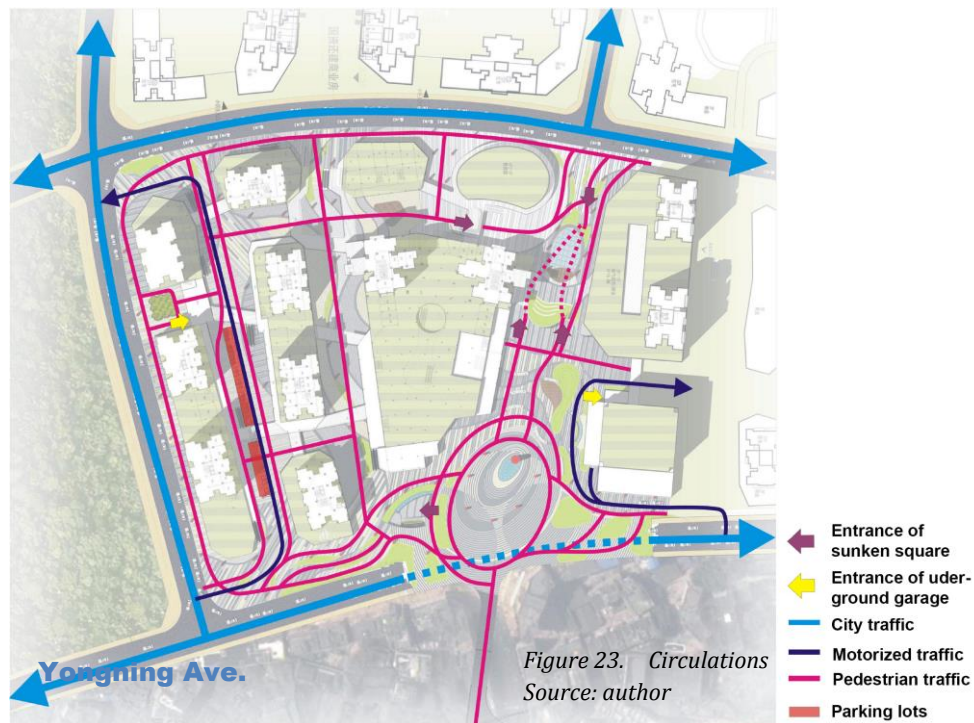 Yongning Ave.
Figure 23. Circulations
Source: author
Entrance of
sunken square
Entrance of uder-
ground garage
City traffic
Motorized traffic
Pedestrian traffic
Parking lots